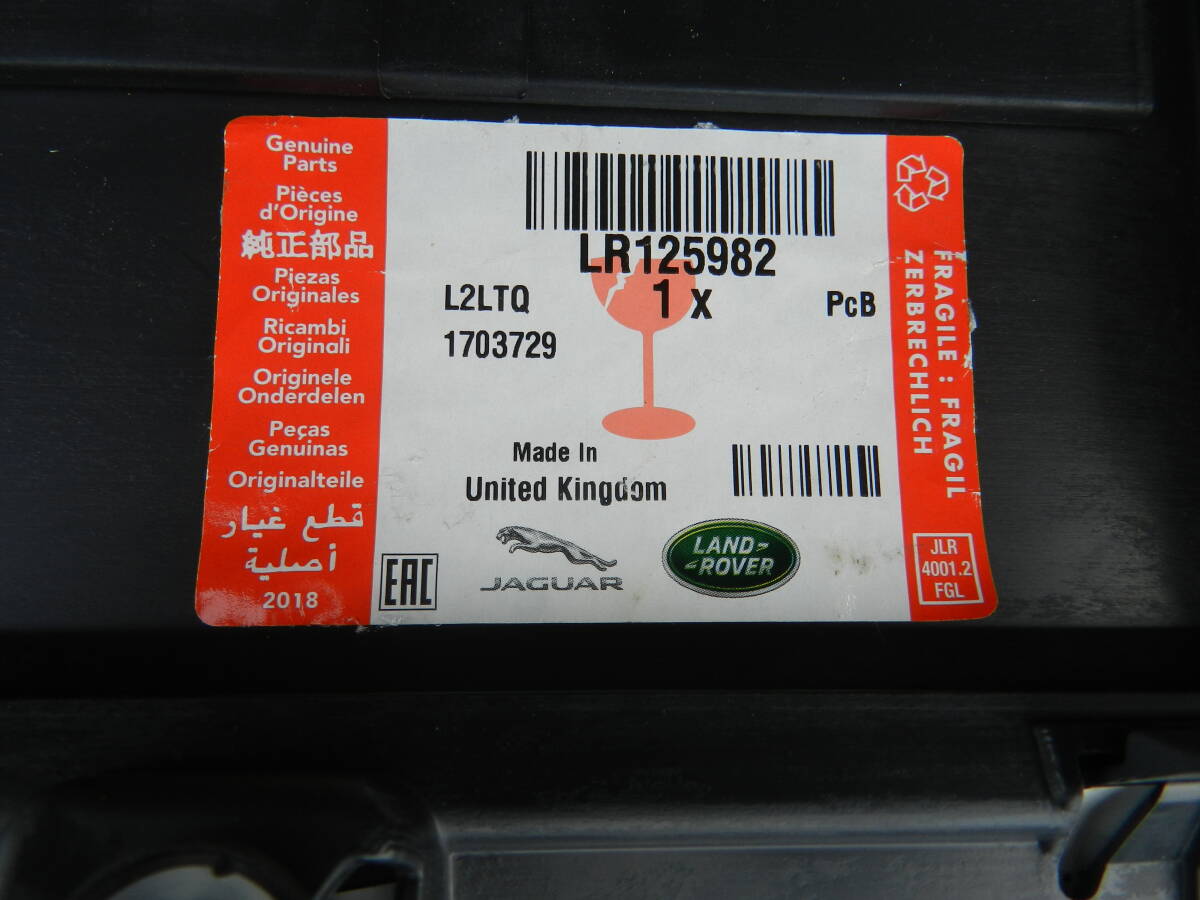 Genuine
Parts
Pièces
d'Origine
純正部品
Piezas
Originales
Ricambi
Originali
Originele
Onderdelen
Peças
Genuinas
Originalteile
قطع غيار
أصلية
2018
LR125982
L2LTQ
1 X
PcB
1703729
Made In
United Kingdom
EAC
JAGUAR
LAND-
-ROVER
FRAGILE : FRAGIL
ZERBRECHLICH
JLR
4001.2
FGL